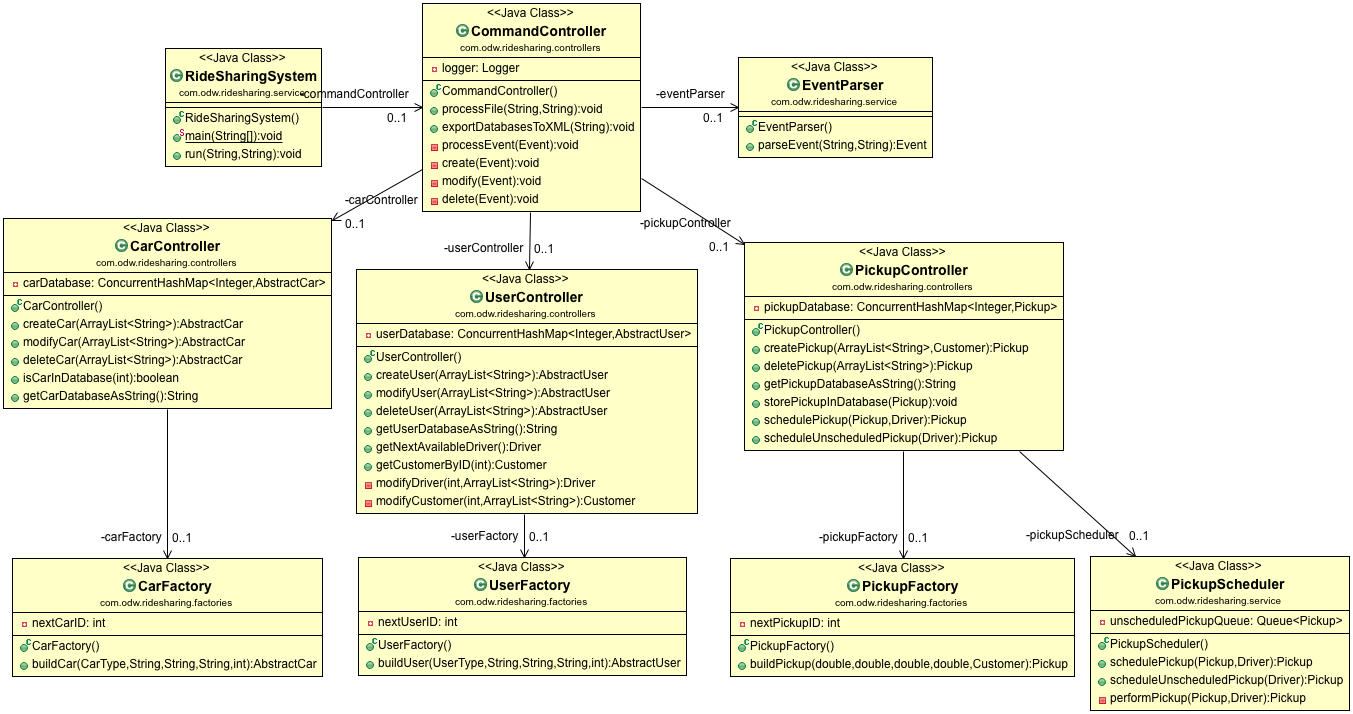 <<Java Class>>
CommandController
com.odw.ridesharing.controllers
logger: Logger
CommandController()
processFile(String,String):void
exportDatabasesToXML(String):void
processEvent(Event):void
create(Event):void
modify(Event):void
delete(Event):void
<<Java Class>>
RideSharingSystem
com.odw.ridesharing.service
RideSharingSystem()
main(String[]):void
run(String,String):void
-commandController
0..1
<<Java Class>>
EventParser
com.odw.ridesharing.service
EventParser()
parseEvent(String,String):Event
-eventParser
0..1
-carController
0..1
-userController
0..1
-pickupController
0..1
<<Java Class>>
CarController
com.odw.ridesharing.controllers
carDatabase: ConcurrentHashMap<Integer,AbstractCar>
CarController()
createCar(ArrayList<String>):AbstractCar
modifyCar(ArrayList<String>):AbstractCar
deleteCar(ArrayList<String>):AbstractCar
isCarInDatabase(int):boolean
getCarDatabaseAsString():String
<<Java Class>>
UserController
com.odw.ridesharing.controllers
userDatabase: ConcurrentHashMap<Integer,AbstractUser>
UserController()
createUser(ArrayList<String>):AbstractUser
modifyUser(ArrayList<String>):AbstractUser
deleteUser(ArrayList<String>):AbstractUser
getUserDatabaseAsString():String
getNextAvailableDriver():Driver
getCustomerByID(int):Customer
modifyDriver(int,ArrayList<String>):Driver
modifyCustomer(int,ArrayList<String>):Customer
<<Java Class>>
PickupController
com.odw.ridesharing.controllers
pickupDatabase: ConcurrentHashMap<Integer,Pickup>
PickupController()
createPickup(ArrayList<String>,Customer):Pickup
deletePickup(ArrayList<String>):Pickup
getPickupDatabaseAsString():String
storePickupInDatabase(Pickup):void
schedulePickup(Pickup,Driver):Pickup
scheduleUnscheduledPickup(Driver):Pickup
-carFactory
0..1
-userFactory
0..1
-pickupFactory
0..1
-pickupScheduler
0..1
<<Java Class>>
CarFactory
com.odw.ridesharing.factories
nextCarID: int
CarFactory()
buildCar(CarType,String,String,String,int):AbstractCar
<<Java Class>>
UserFactory
com.odw.ridesharing.factories
nextUserID: int
UserFactory()
buildUser(UserType,String,String,String,int):AbstractUser
<<Java Class>>
PickupFactory
com.odw.ridesharing.factories
nextPickupID: int
PickupFactory()
buildPickup(double,double,double,double,Customer):Pickup
<<Java Class>>
PickupScheduler
com.odw.ridesharing.service
unscheduledPickupQueue: Queue<Pickup>
PickupScheduler()
schedulePickup(Pickup,Driver):Pickup
scheduleUnscheduledPickup(Driver):Pickup
performPickup(Pickup,Driver):Pickup